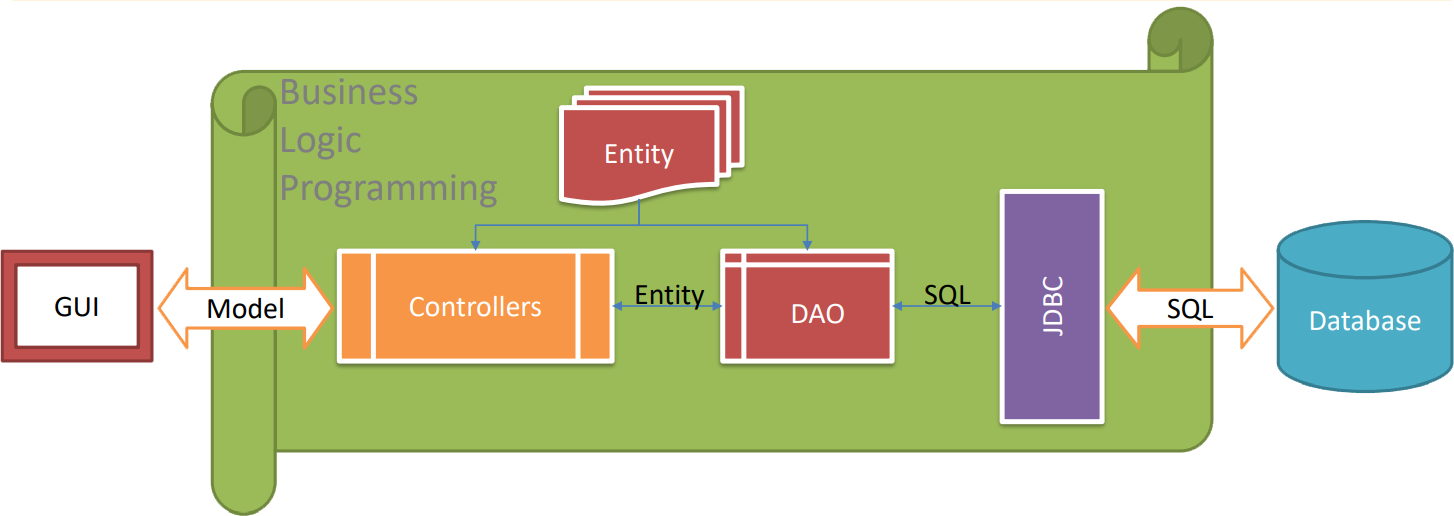 Business
Logic
Programming
Entity
GUI
Model
Controllers
Entity
DAO
SQL
JDBC
SQL
Database